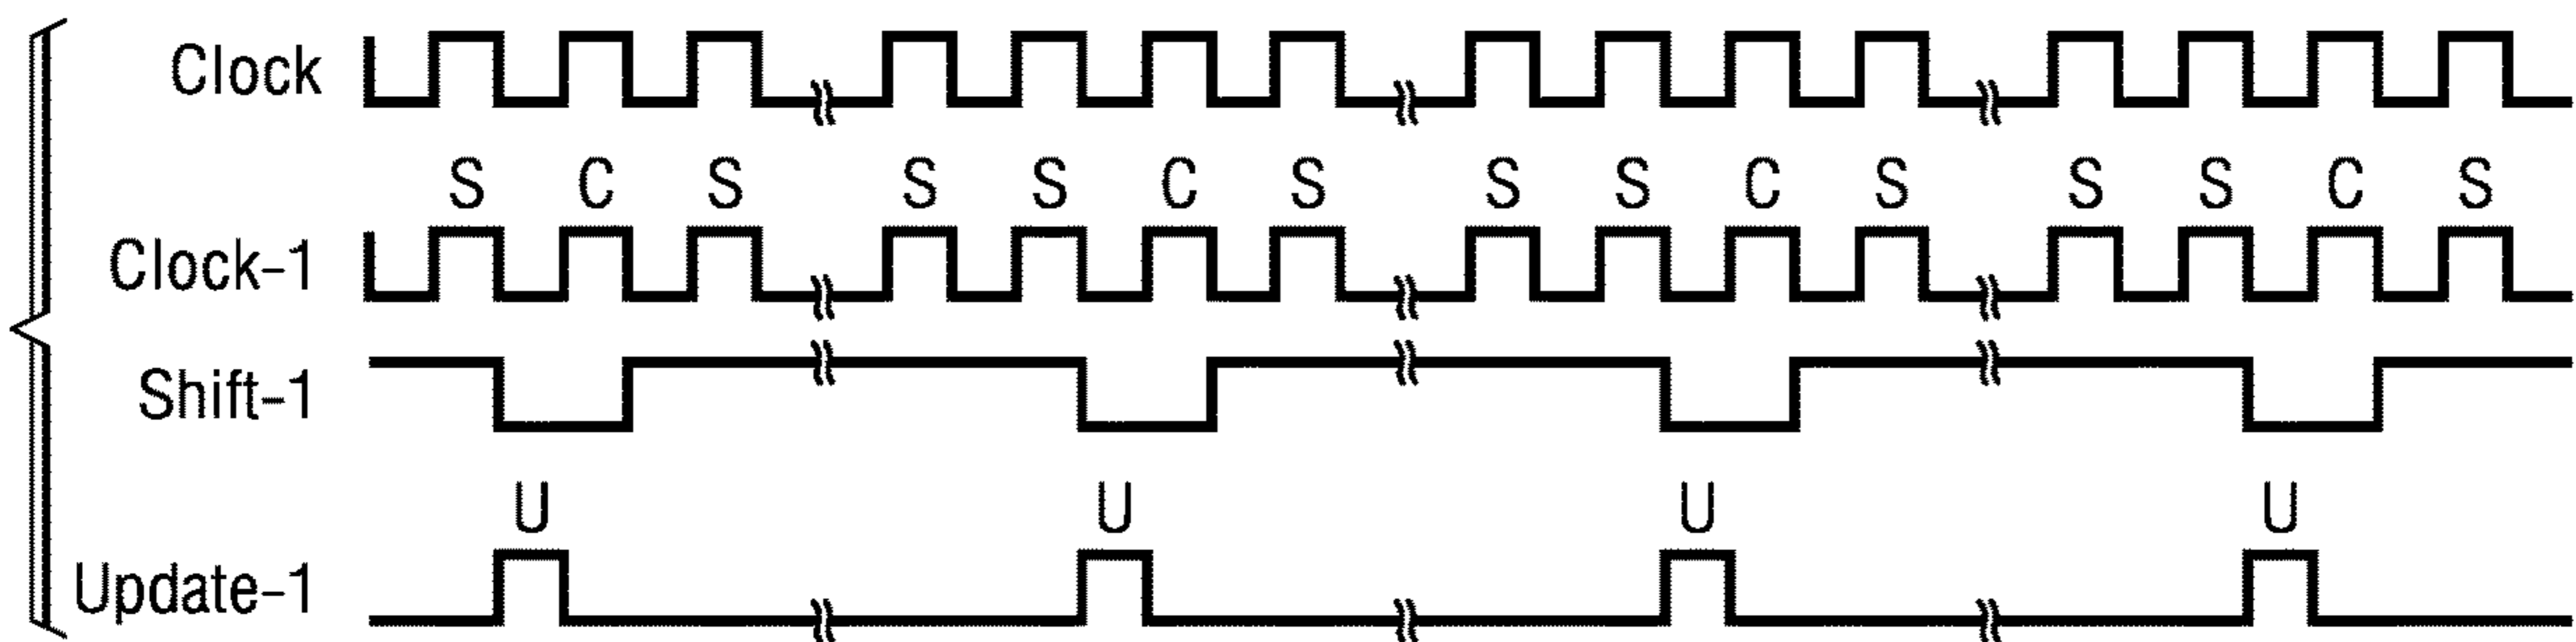 Clock
S C S S S C S S S C S S S C S
Clock-1
Shift-1
U U U U
Update-1